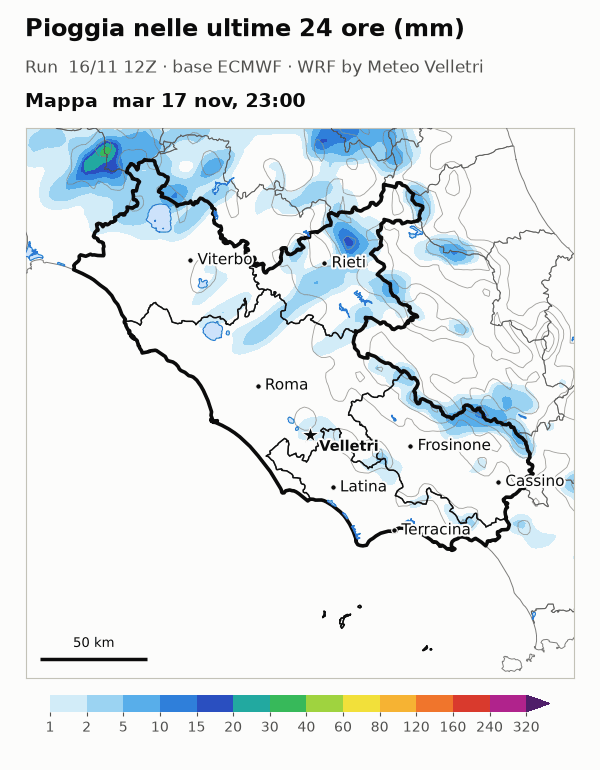 Pioggia nelle ultime 24 ore (mm)
Run  16/11 12Z · base ECMWF · WRF by Meteo Velletri
Mappa  mar 17 nov, 23:00
Viterbo
Rieti
Roma
Velletri
Frosinone
Cassino
Latina
Terracina
50 km
1 2 5 10 15 20 30 40 60 80 120 160 240 320